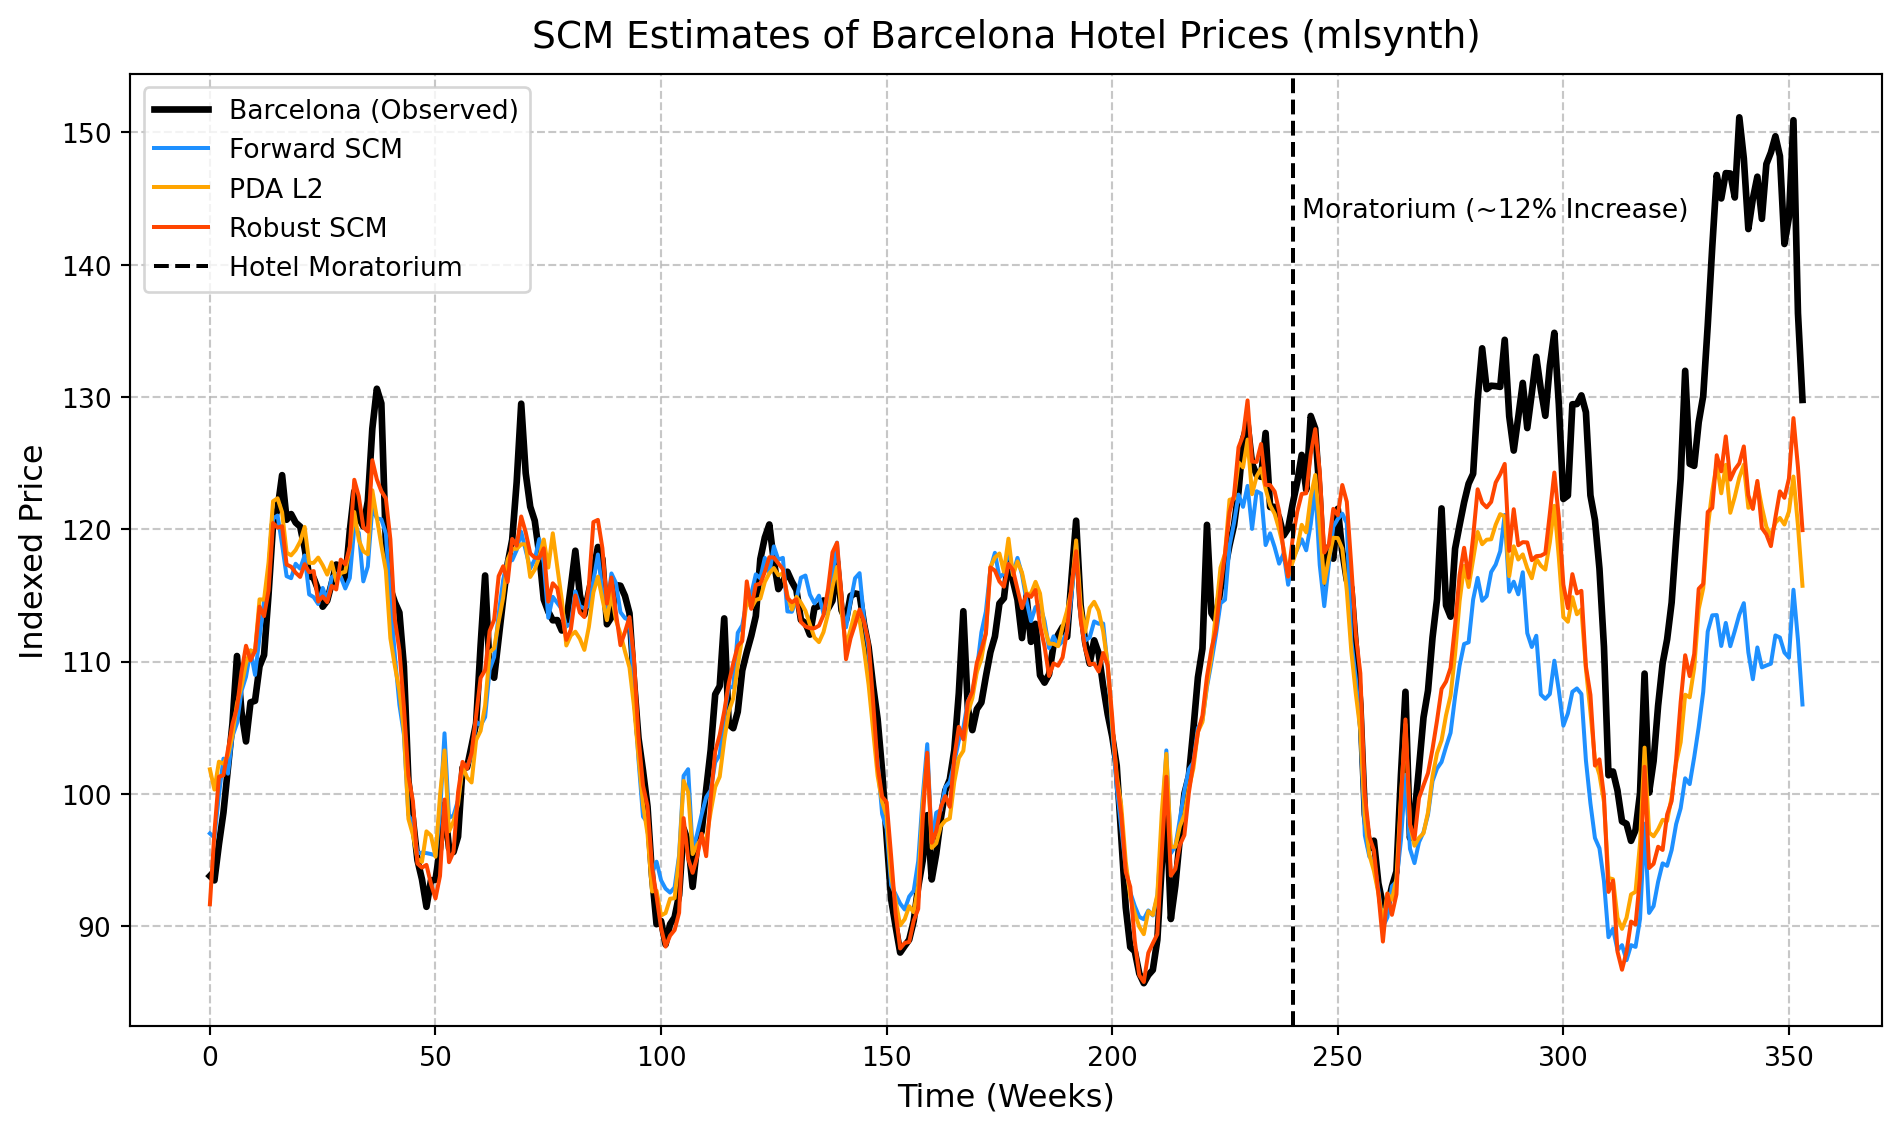 SCM Estimates of Barcelona Hotel Prices (mlsynth)
Barcelona (Observed)
Forward SCM
PDA L2
Robust SCM
Hotel Moratorium
Moratorium (~12% Increase)
Indexed Price
150
140
130
120
110
100
90
0 50 100 150 200 250 300 350
Time (Weeks)